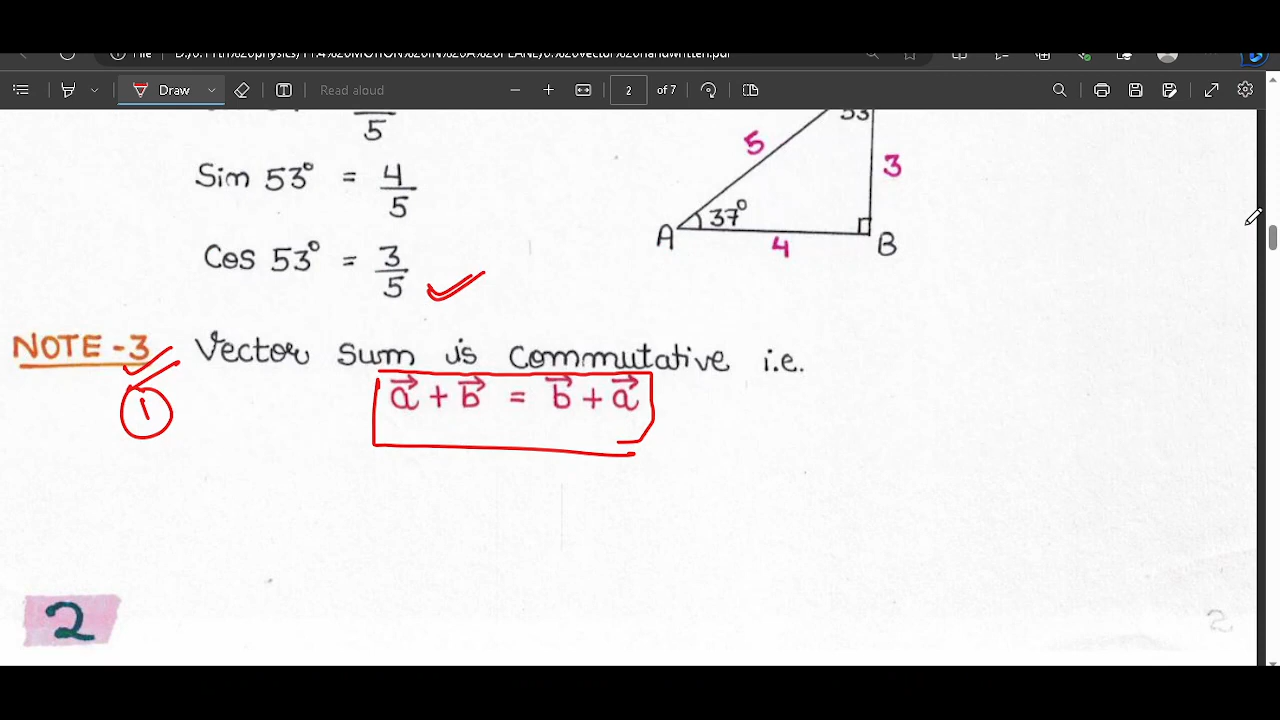 Draw
Read aloud
2
of 7
5
Sin 53° = 4/5
Cos 53° = 3/5
5
3
37°
A
4
B
NOTE - 3 Vector sum is Commutative i.e.
a⃗ + b⃗ = b⃗ + a⃗
1
2
2